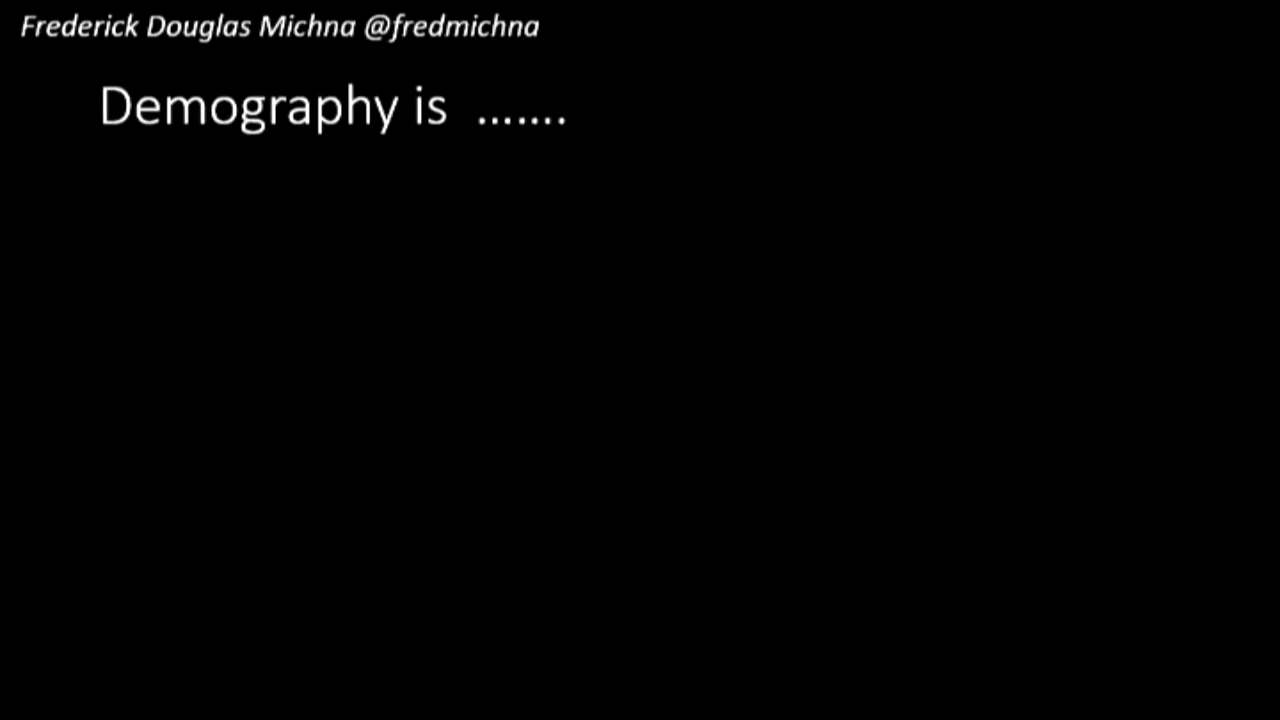 Frederick Douglas Michna @fredmichna
Demography is .......